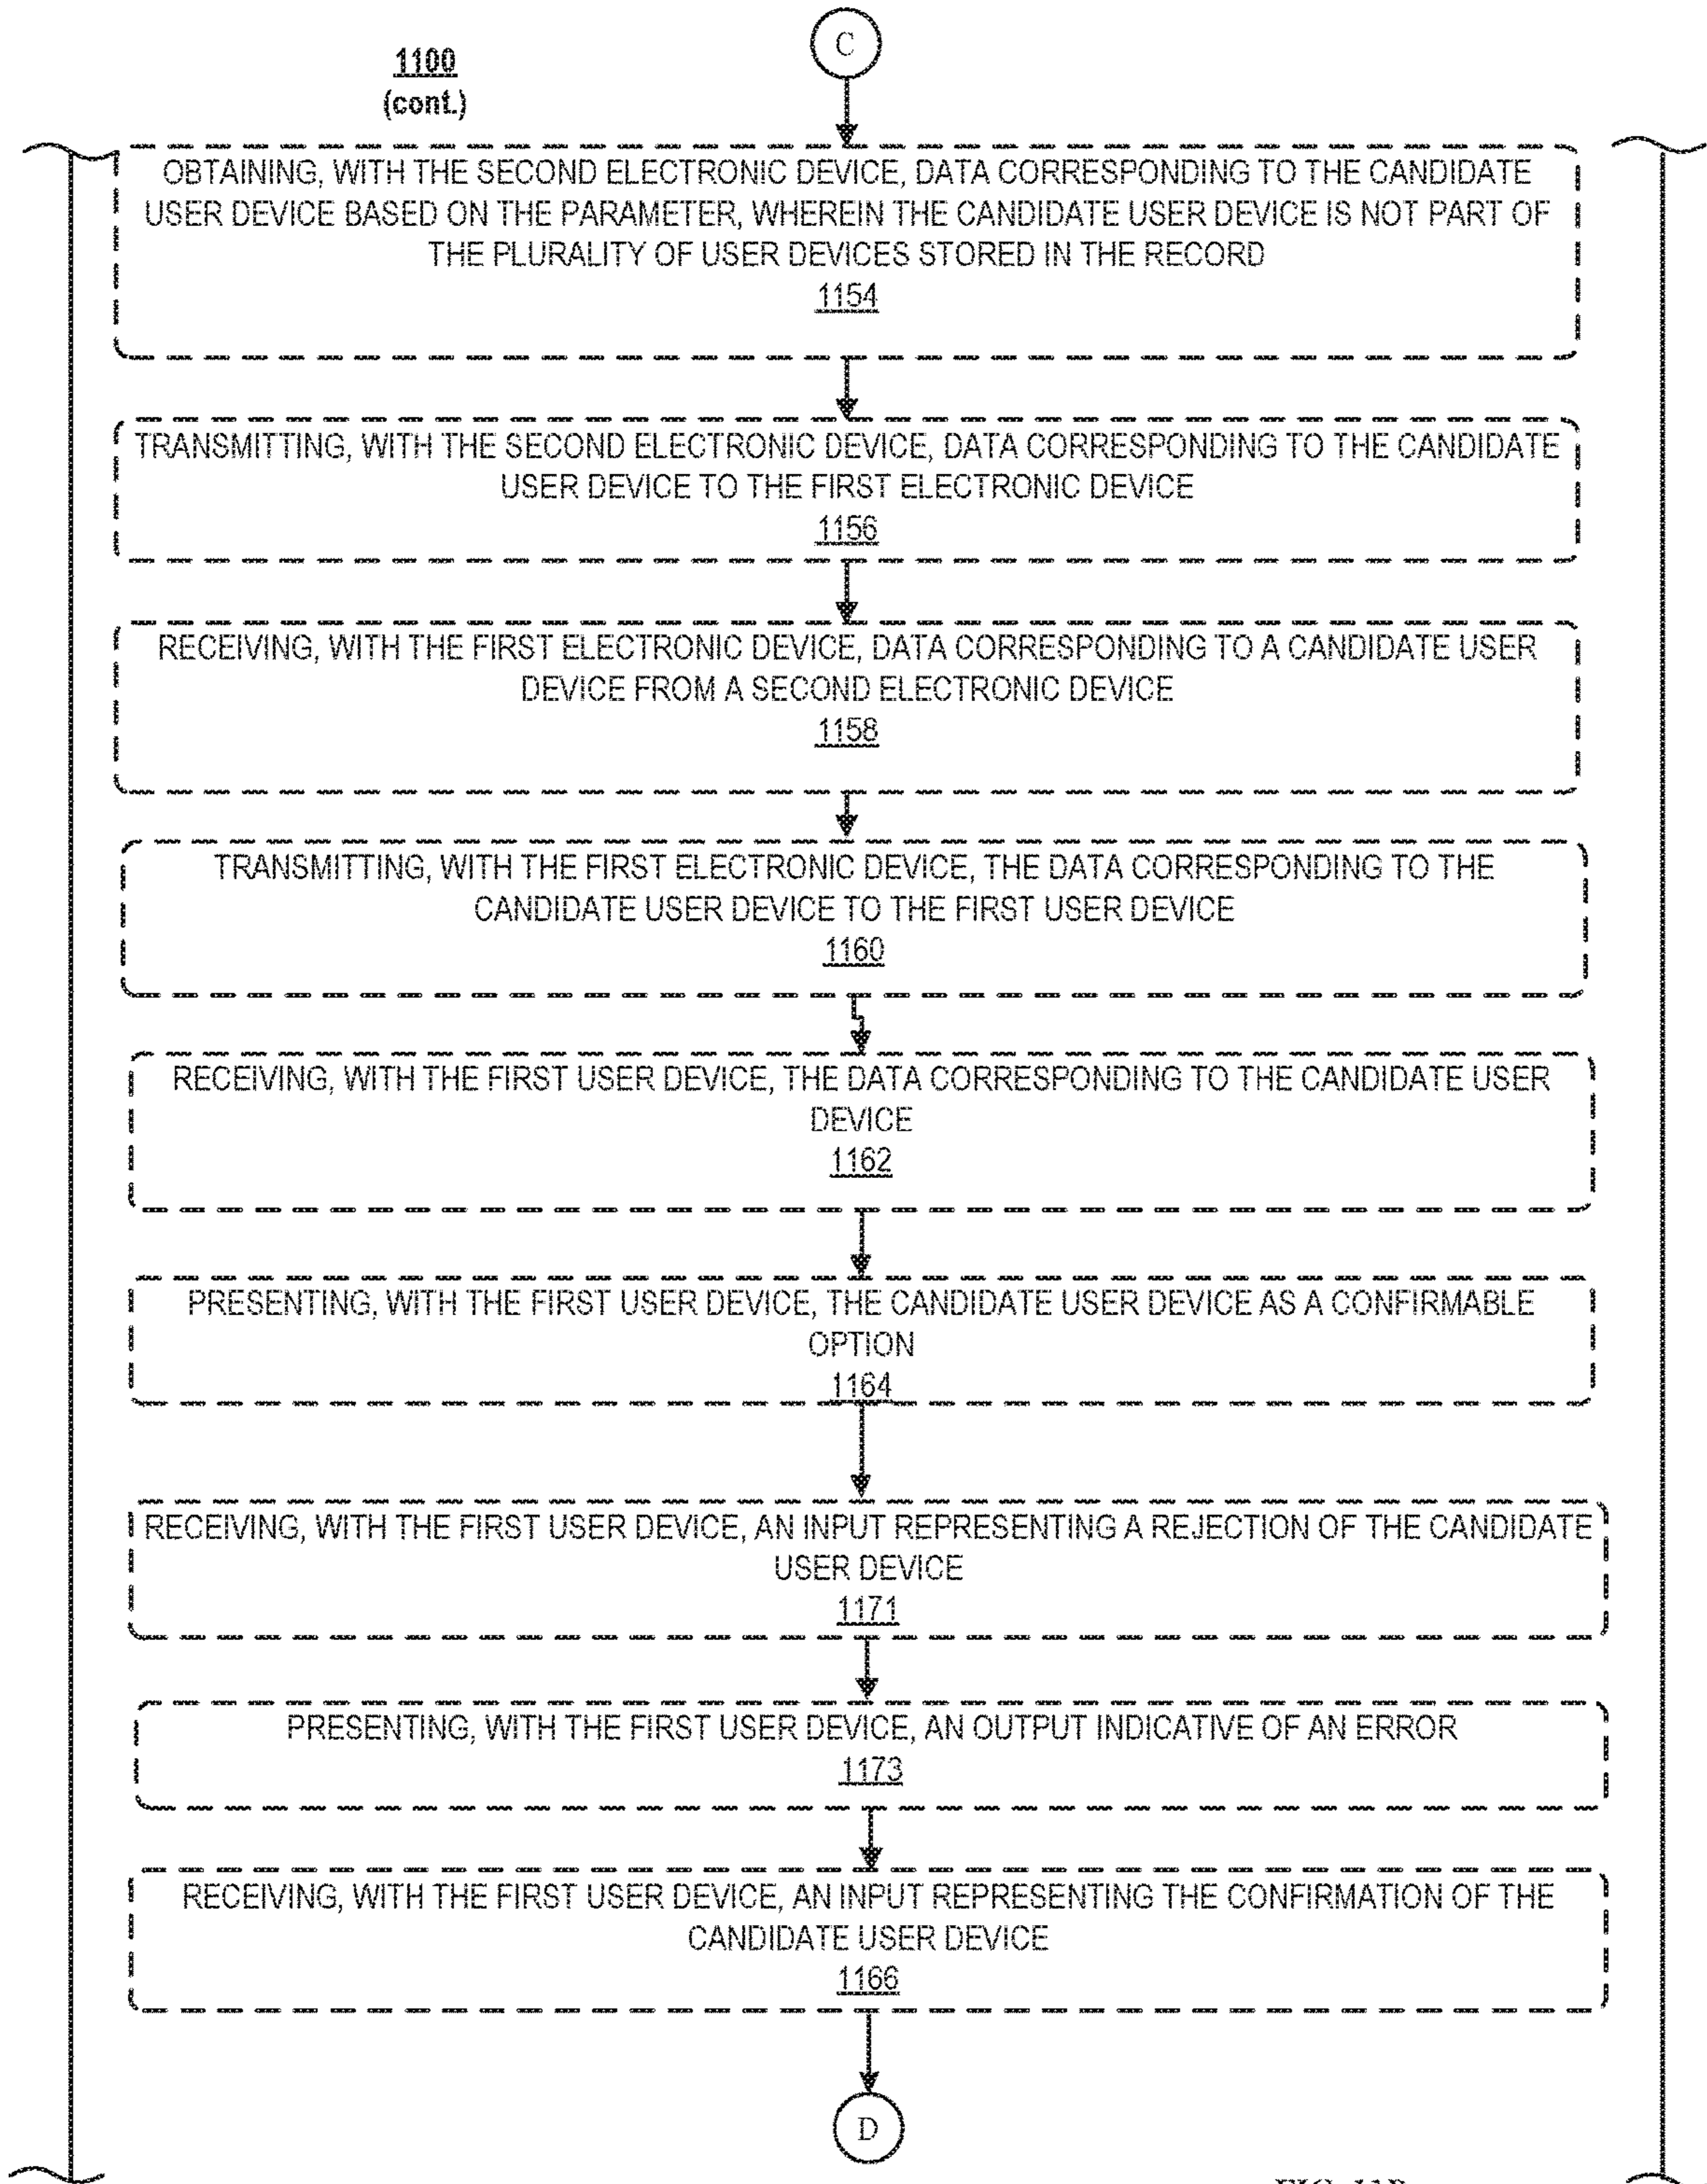 C
1100
(cont.)
OBTAINING, WITH THE SECOND ELECTRONIC DEVICE, DATA CORRESPONDING TO THE CANDIDATE
USER DEVICE BASED ON THE PARAMETER, WHEREIN THE CANDIDATE USER DEVICE IS NOT PART OF
THE PLURALITY OF USER DEVICES STORED IN THE RECORD
1154
TRANSMITTING, WITH THE SECOND ELECTRONIC DEVICE, DATA CORRESPONDING TO THE CANDIDATE
USER DEVICE TO THE FIRST ELECTRONIC DEVICE
1156
RECEIVING, WITH THE FIRST ELECTRONIC DEVICE, DATA CORRESPONDING TO A CANDIDATE USER
DEVICE FROM A SECOND ELECTRONIC DEVICE
1158
TRANSMITTING, WITH THE FIRST ELECTRONIC DEVICE, THE DATA CORRESPONDING TO THE
CANDIDATE USER DEVICE TO THE FIRST USER DEVICE
1160
RECEIVING, WITH THE FIRST USER DEVICE, THE DATA CORRESPONDING TO THE CANDIDATE USER
DEVICE
1162
PRESENTING, WITH THE FIRST USER DEVICE, THE CANDIDATE USER DEVICE AS A CONFIRMABLE
OPTION
1164
RECEIVING, WITH THE FIRST USER DEVICE, AN INPUT REPRESENTING A REJECTION OF THE CANDIDATE
USER DEVICE
1171
PRESENTING, WITH THE FIRST USER DEVICE, AN OUTPUT INDICATIVE OF AN ERROR
1173
RECEIVING, WITH THE FIRST USER DEVICE, AN INPUT REPRESENTING THE CONFIRMATION OF THE
CANDIDATE USER DEVICE
1166
D